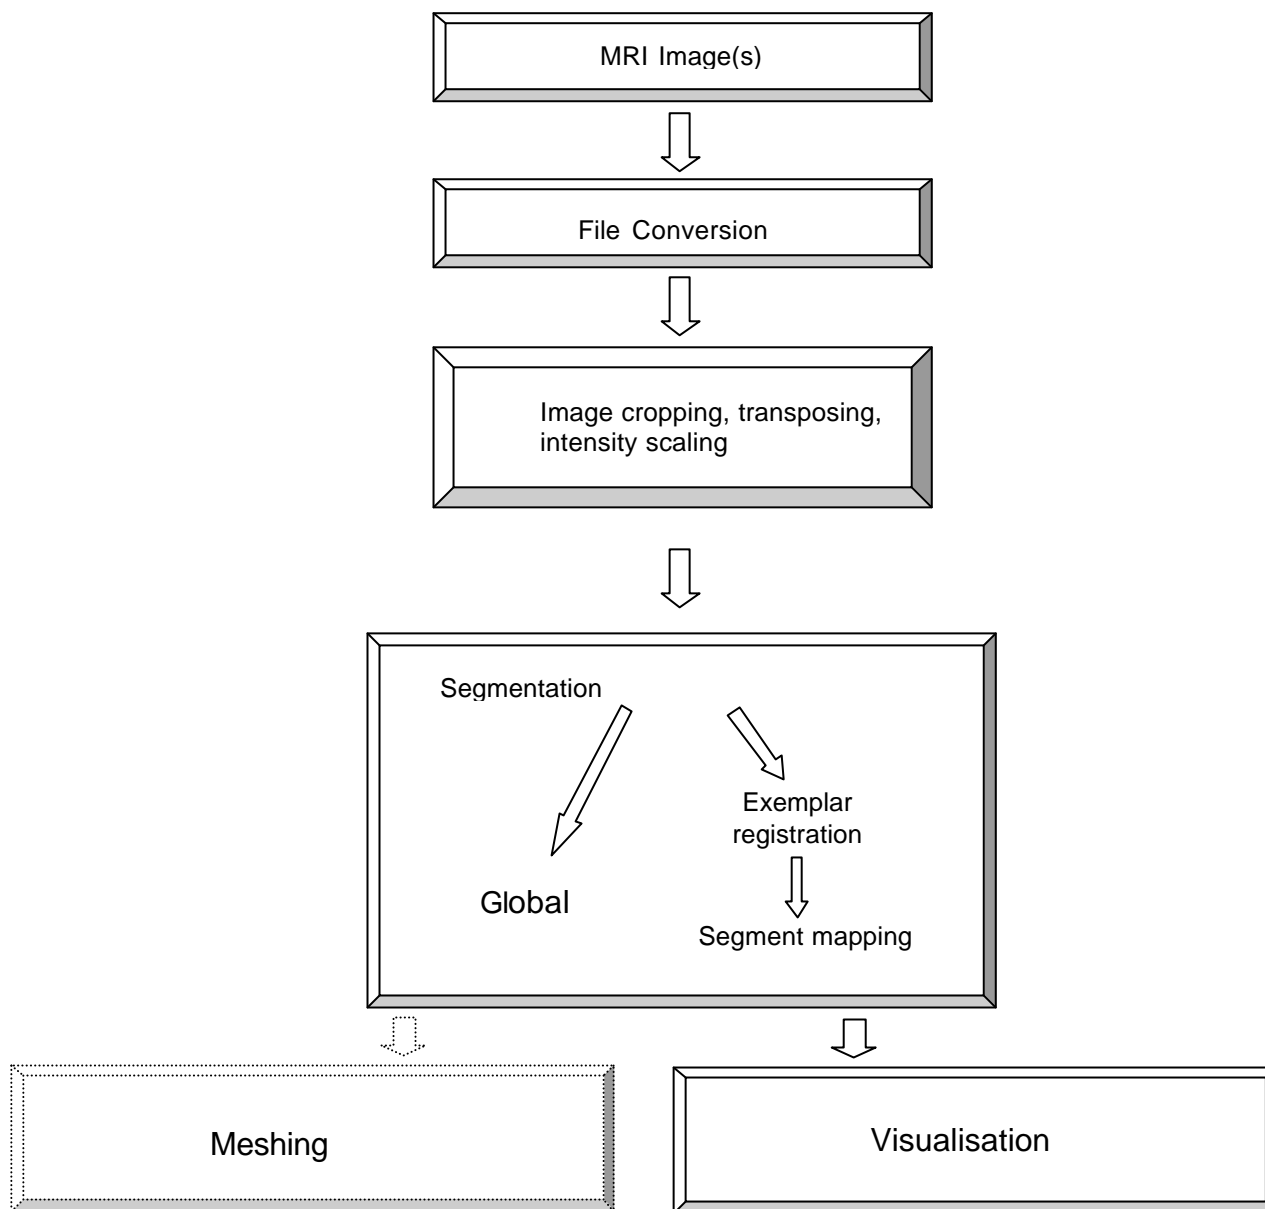 MRI Image(s)
File Conversion
Image cropping, transposing,
intensity scaling
Segmentation
Exemplar
registration
Global
Segment mapping
Meshing
Visualisation